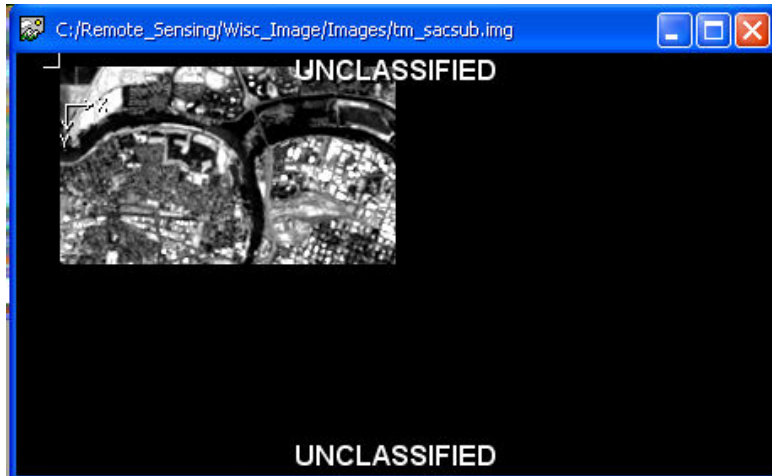 C:/Remote_Sensing/Wisc_Image/Images/tm_sacsub.img
UNCLASSIFIED
X
Y
UNCLASSIFIED